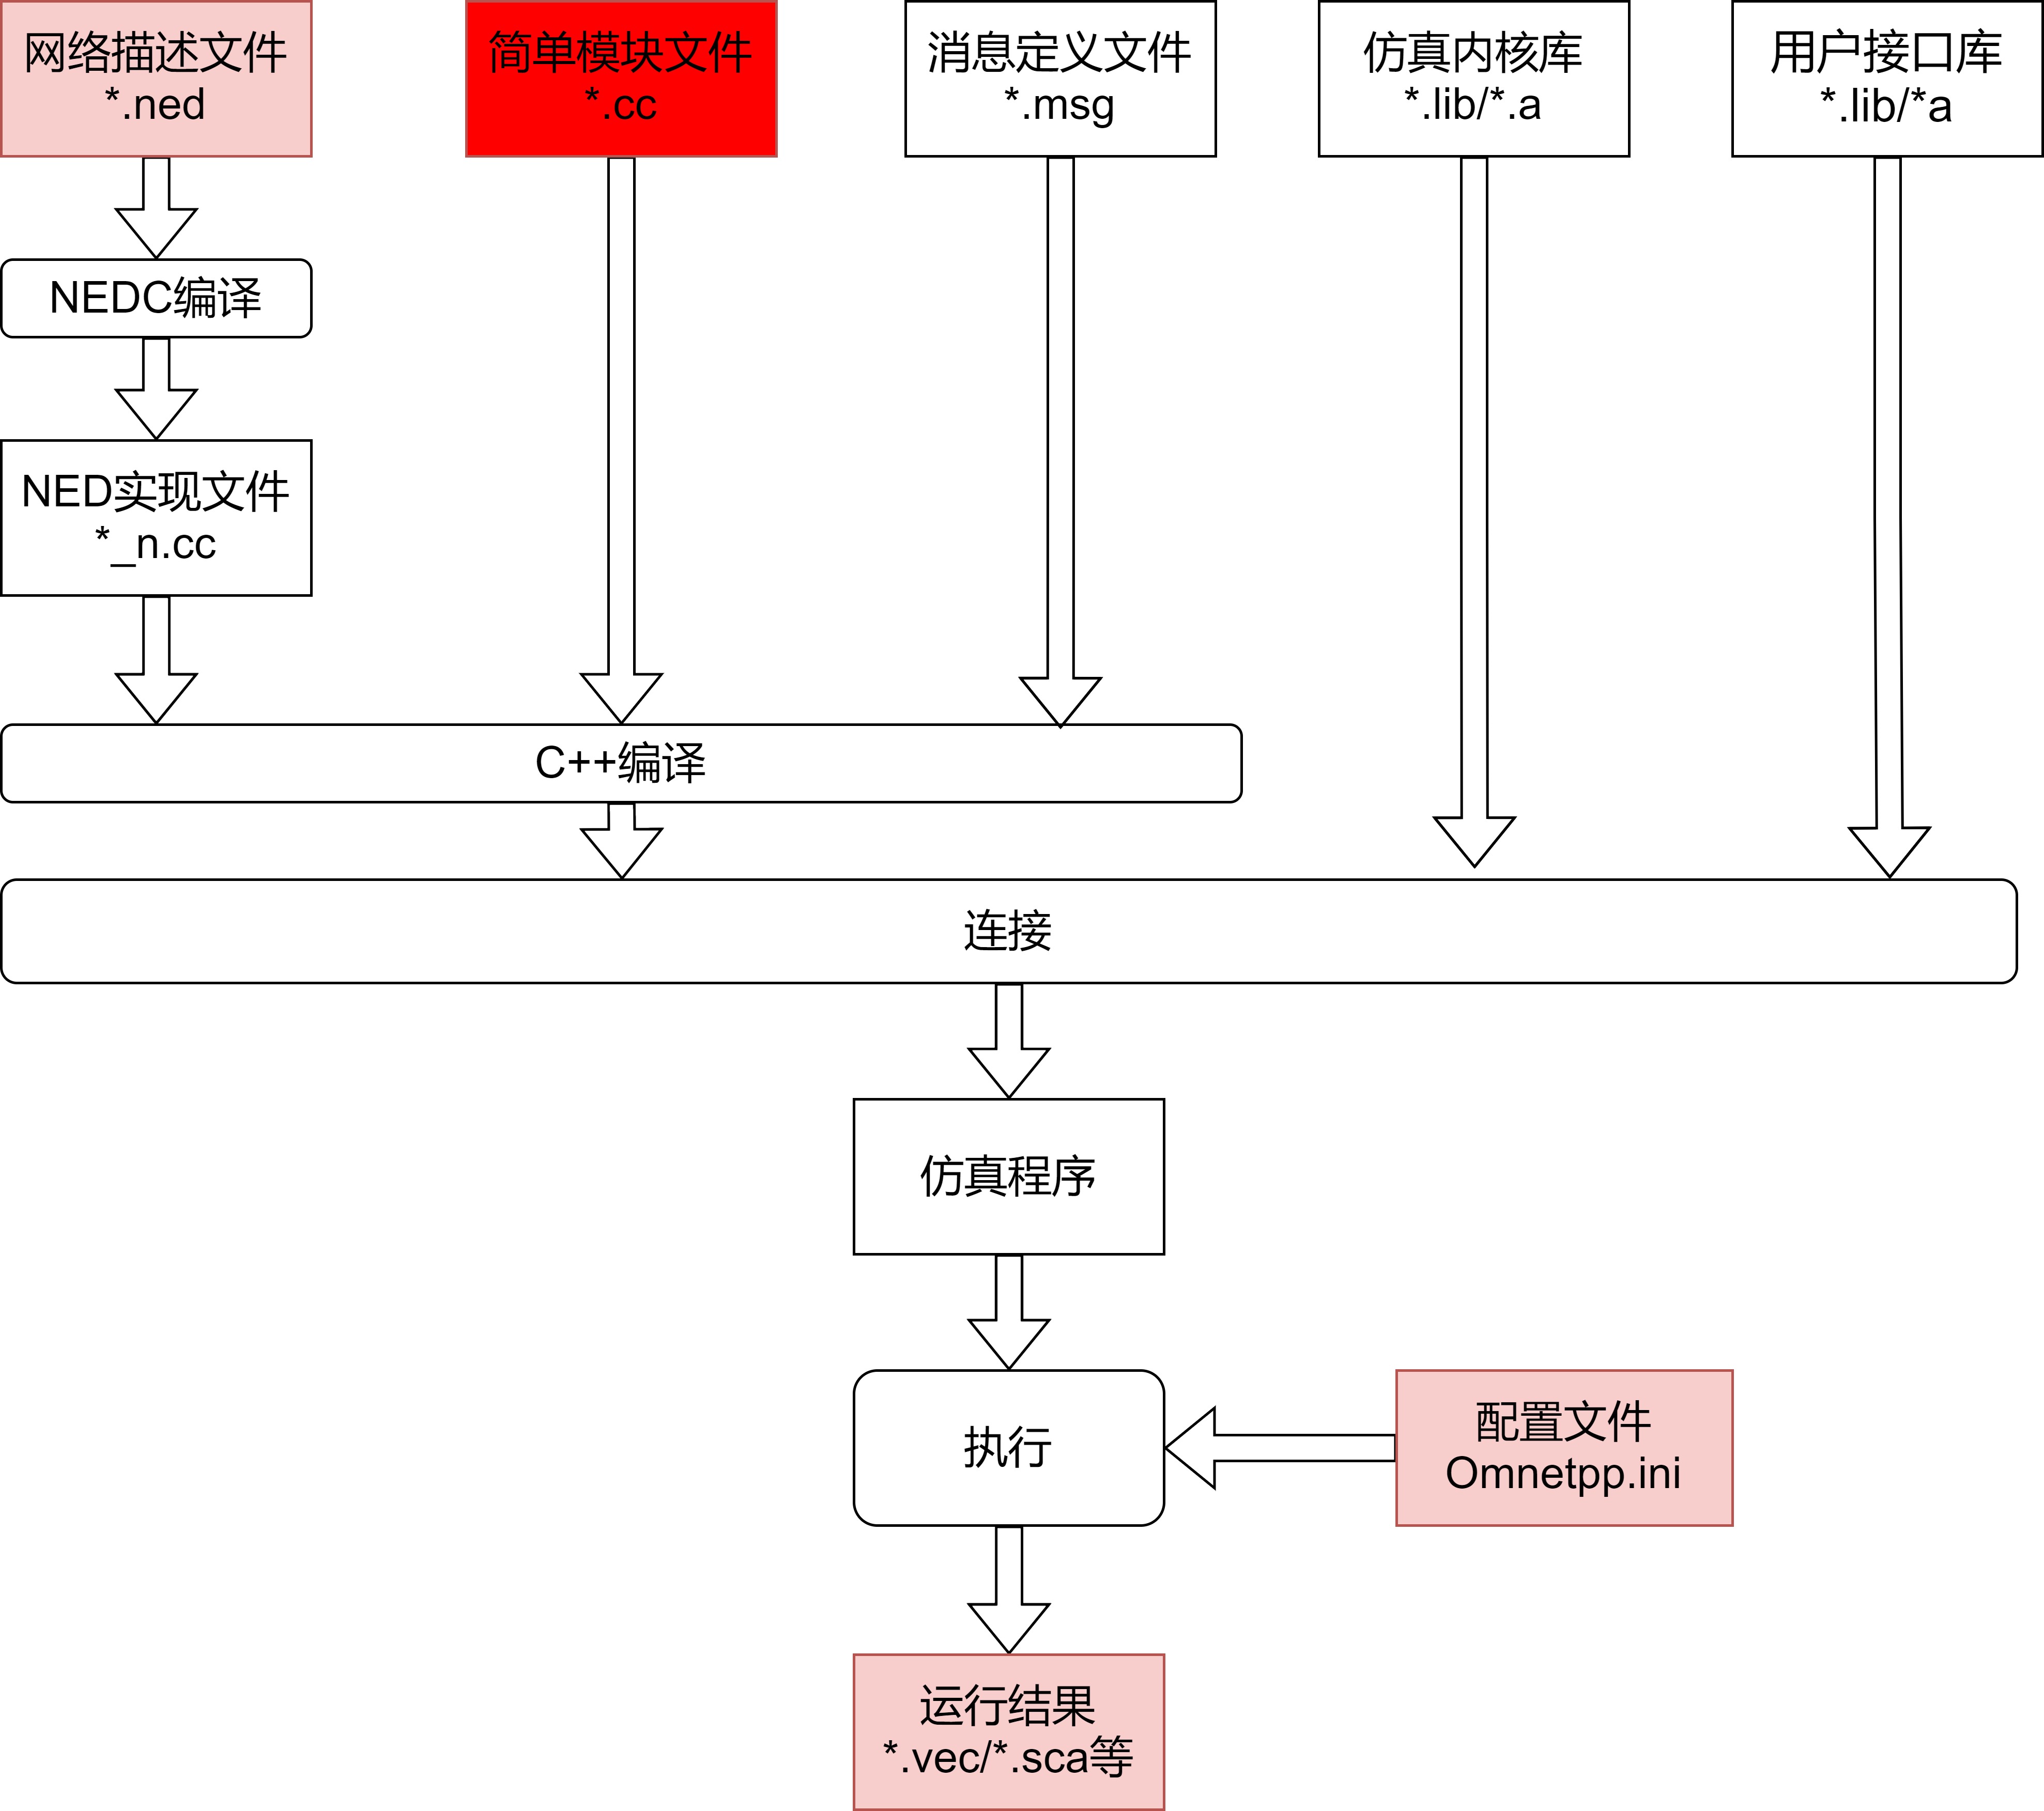 网络描述文件
*.ned
简单模块文件
*.cc
消息定义文件
*.msg
仿真内核库
*.lib/*.a
用户接口库
*.lib/*a
NEDC编译
NED实现文件
*_n.cc
C++编译
连接
仿真程序
执行
配置文件
Omnetpp.ini
运行结果
*.vec/*.sca等